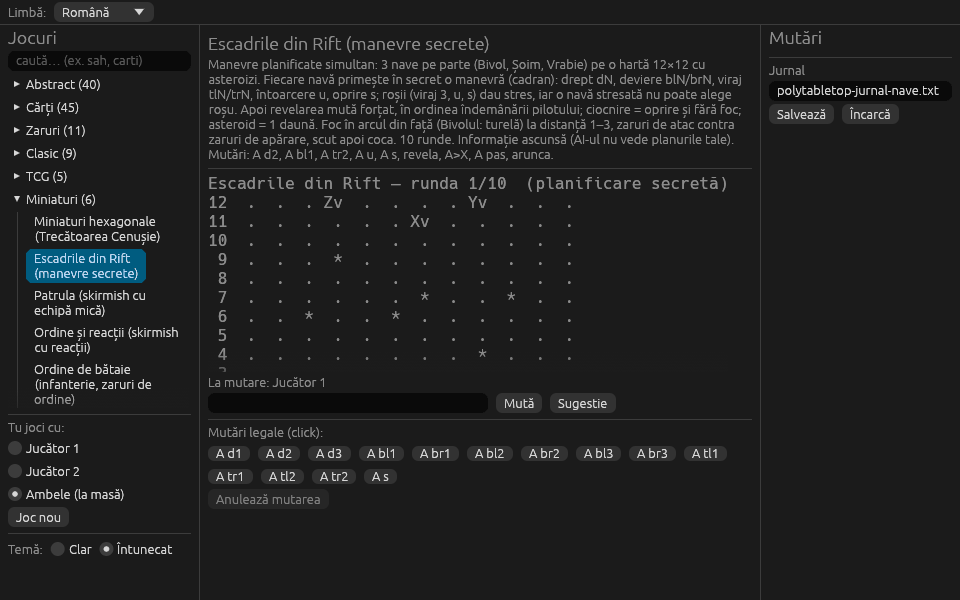 Limbă: Română
Jocuri
caută... (ex. sah, carti)
Abstract (40)
Cărți (45)
Zaruri (11)
Clasic (9)
TCG (5)
Miniaturi (6)
Miniaturi hexagonale
(Trecătoarea Cenușie)
Escadrile din Rift
(manevre secrete)
Patrula (skirmish cu
echipă mică)
Ordine și reacții (skirmish
cu reacții)
Ordine de bătaie
(infanterie, zaruri de
ordine)
Tu joci cu:
Jucător 1
Jucător 2
Ambele (la masă)
Joc nou
Temă: Clar Întunecat
Escadrile din Rift (manevre secrete)
Manevre planificate simultan: 3 nave pe parte (Bivol, Șoim, Vrabie) pe o hartă 12×12 cu
asteroizi. Fiecare navă primește în secret o manevră (cadran): drept dN, deviere blN/brN, viraj
tlN/trN, întoarcere u, oprire s; roșii (viraj 3, u, s) dau stres, iar o navă stresată nu poate alege
roșu. Apoi revelarea mută forțat, în ordinea îndemânării pilotului; ciocnire = oprire și fără foc;
asteroid = 1 daună. Foc în arcul din față (Bivolul: turelă) la distanță 1–3, zaruri de atac contra
zaruri de apărare, scut apoi coca. 10 runde. Informație ascunsă (AI-ul nu vede planurile tale).
Mutări: A d2, A bl1, A tr2, A u, A s, revela, A>X, A pas, arunca.
Escadrile din Rift — runda 1/10  (planificare secretă)
12 . . . Zv . . . . Yv . . .
11 . . . . . . Xv . . . . .
10 . . . . . . . . . . . .
9 . . . * . . . . . . . .
8 . . . . . . . . . . . .
7 . . . . . . * . . * . .
6 . . * . . * . . . . . .
5 . . . . . . . . . . . .
4 . . . . . . . . * . . .
La mutare: Jucător 1
Mută Sugestie
Mutări legale (click):
A d1 A d2 A d3 A bl1 A br1 A bl2 A br2 A bl3 A br3 A tl1
A tr1 A tl2 A tr2 A s
Anulează mutarea
Mutări
Jurnal
polytabletop-jurnal-nave.txt
Salvează Încarcă